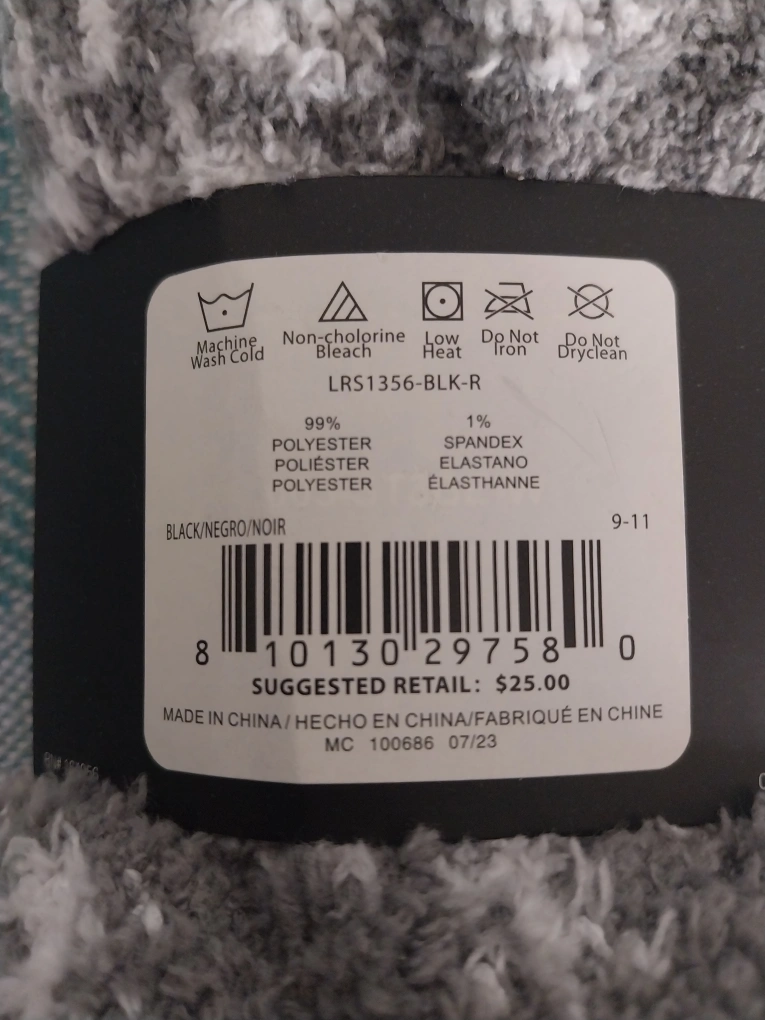 Machine Wash Cold
Non-cholorine Bleach
Low Heat
Do Not Iron
Do Not Dryclean
LRS1356-BLK-R
99% 1%
POLYESTER SPANDEX
POLIÉSTER ELASTANO
POLYESTER ÉLASTHANNE
BLACK/NEGRO/NOIR 9-11
8 10130 29758 0
SUGGESTED RETAIL: $25.00
MADE IN CHINA / HECHO EN CHINA/FABRIQUÉ EN CHINE
MC 100686 07/23